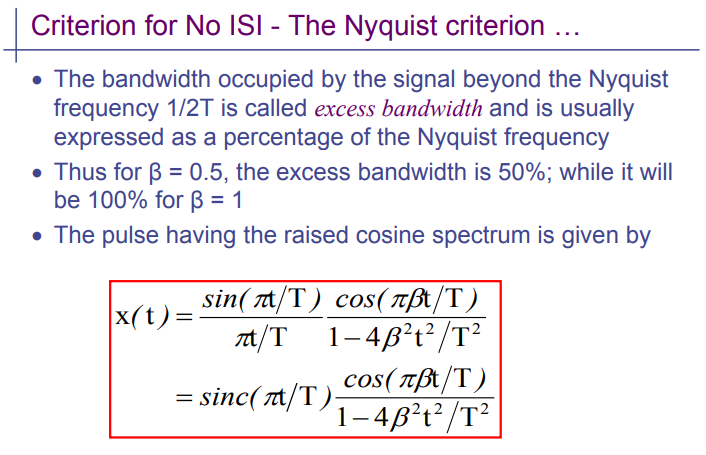 Criterion for No ISI - The Nyquist criterion …
• The bandwidth occupied by the signal beyond the Nyquist
frequency 1/2T is called excess bandwidth and is usually
expressed as a percentage of the Nyquist frequency
• Thus for β = 0.5, the excess bandwidth is 50%; while it will
be 100% for β = 1
• The pulse having the raised cosine spectrum is given by
x(t) = \frac{sin(πt/T)}{πt/T} \frac{cos(πβt/T)}{1−4β²t²/T²}
= sinc(πt/T) \frac{cos(πβt/T)}{1−4β²t²/T²}